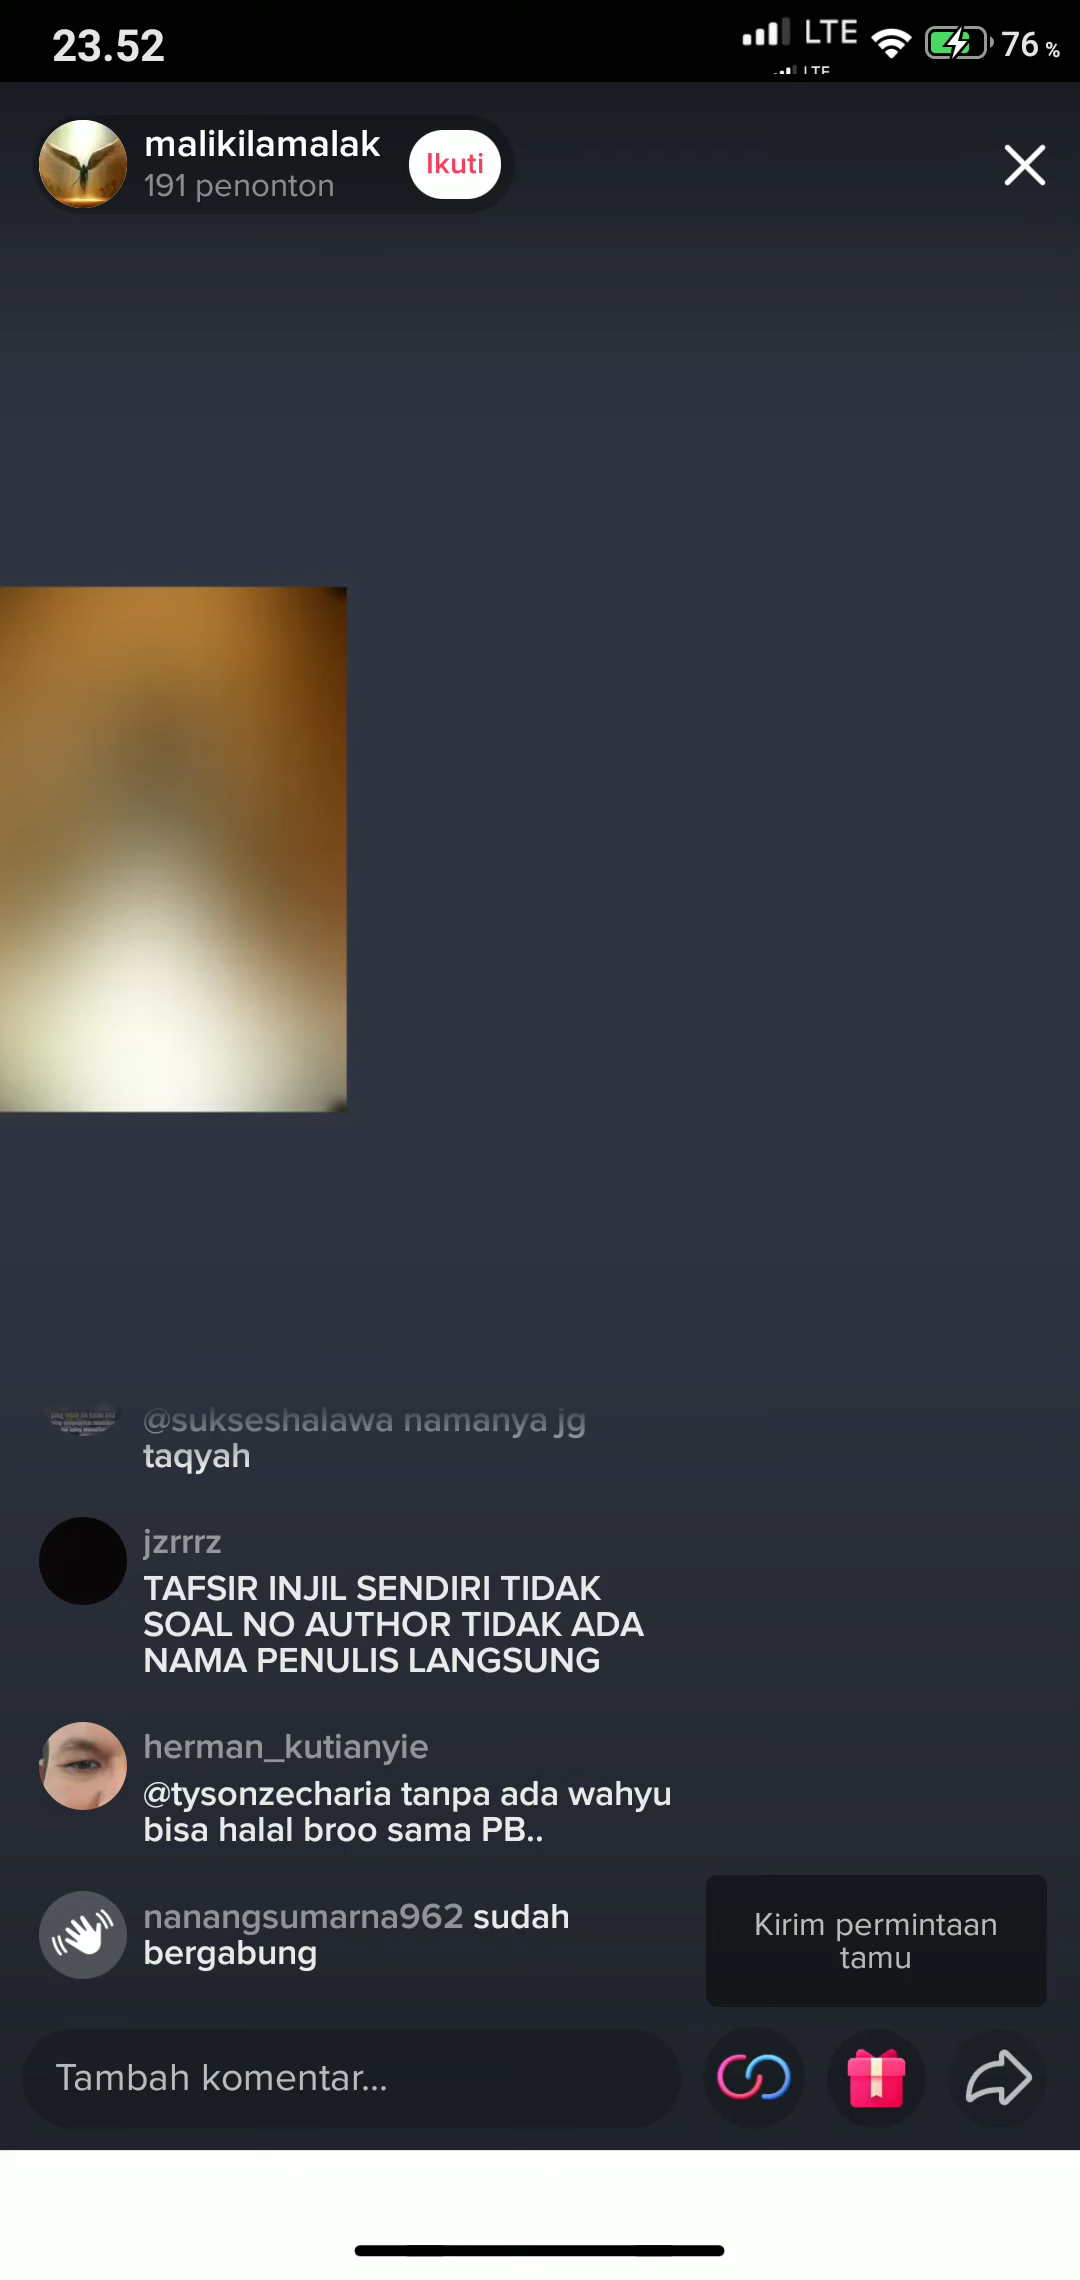 23.52
LTE
76 %
LTE
malikilamalak
191 penonton
Ikuti
@sukseshalawa namanya jg
taqyah
jzrrrz
TAFSIR INJIL SENDIRI TIDAK
SOAL NO AUTHOR TIDAK ADA
NAMA PENULIS LANGSUNG
herman_kutianyie
@tysonzecharia tanpa ada wahyu
bisa halal broo sama PB..
nanangsumarna962 sudah
bergabung
Kirim permintaan
tamu
Tambah komentar...